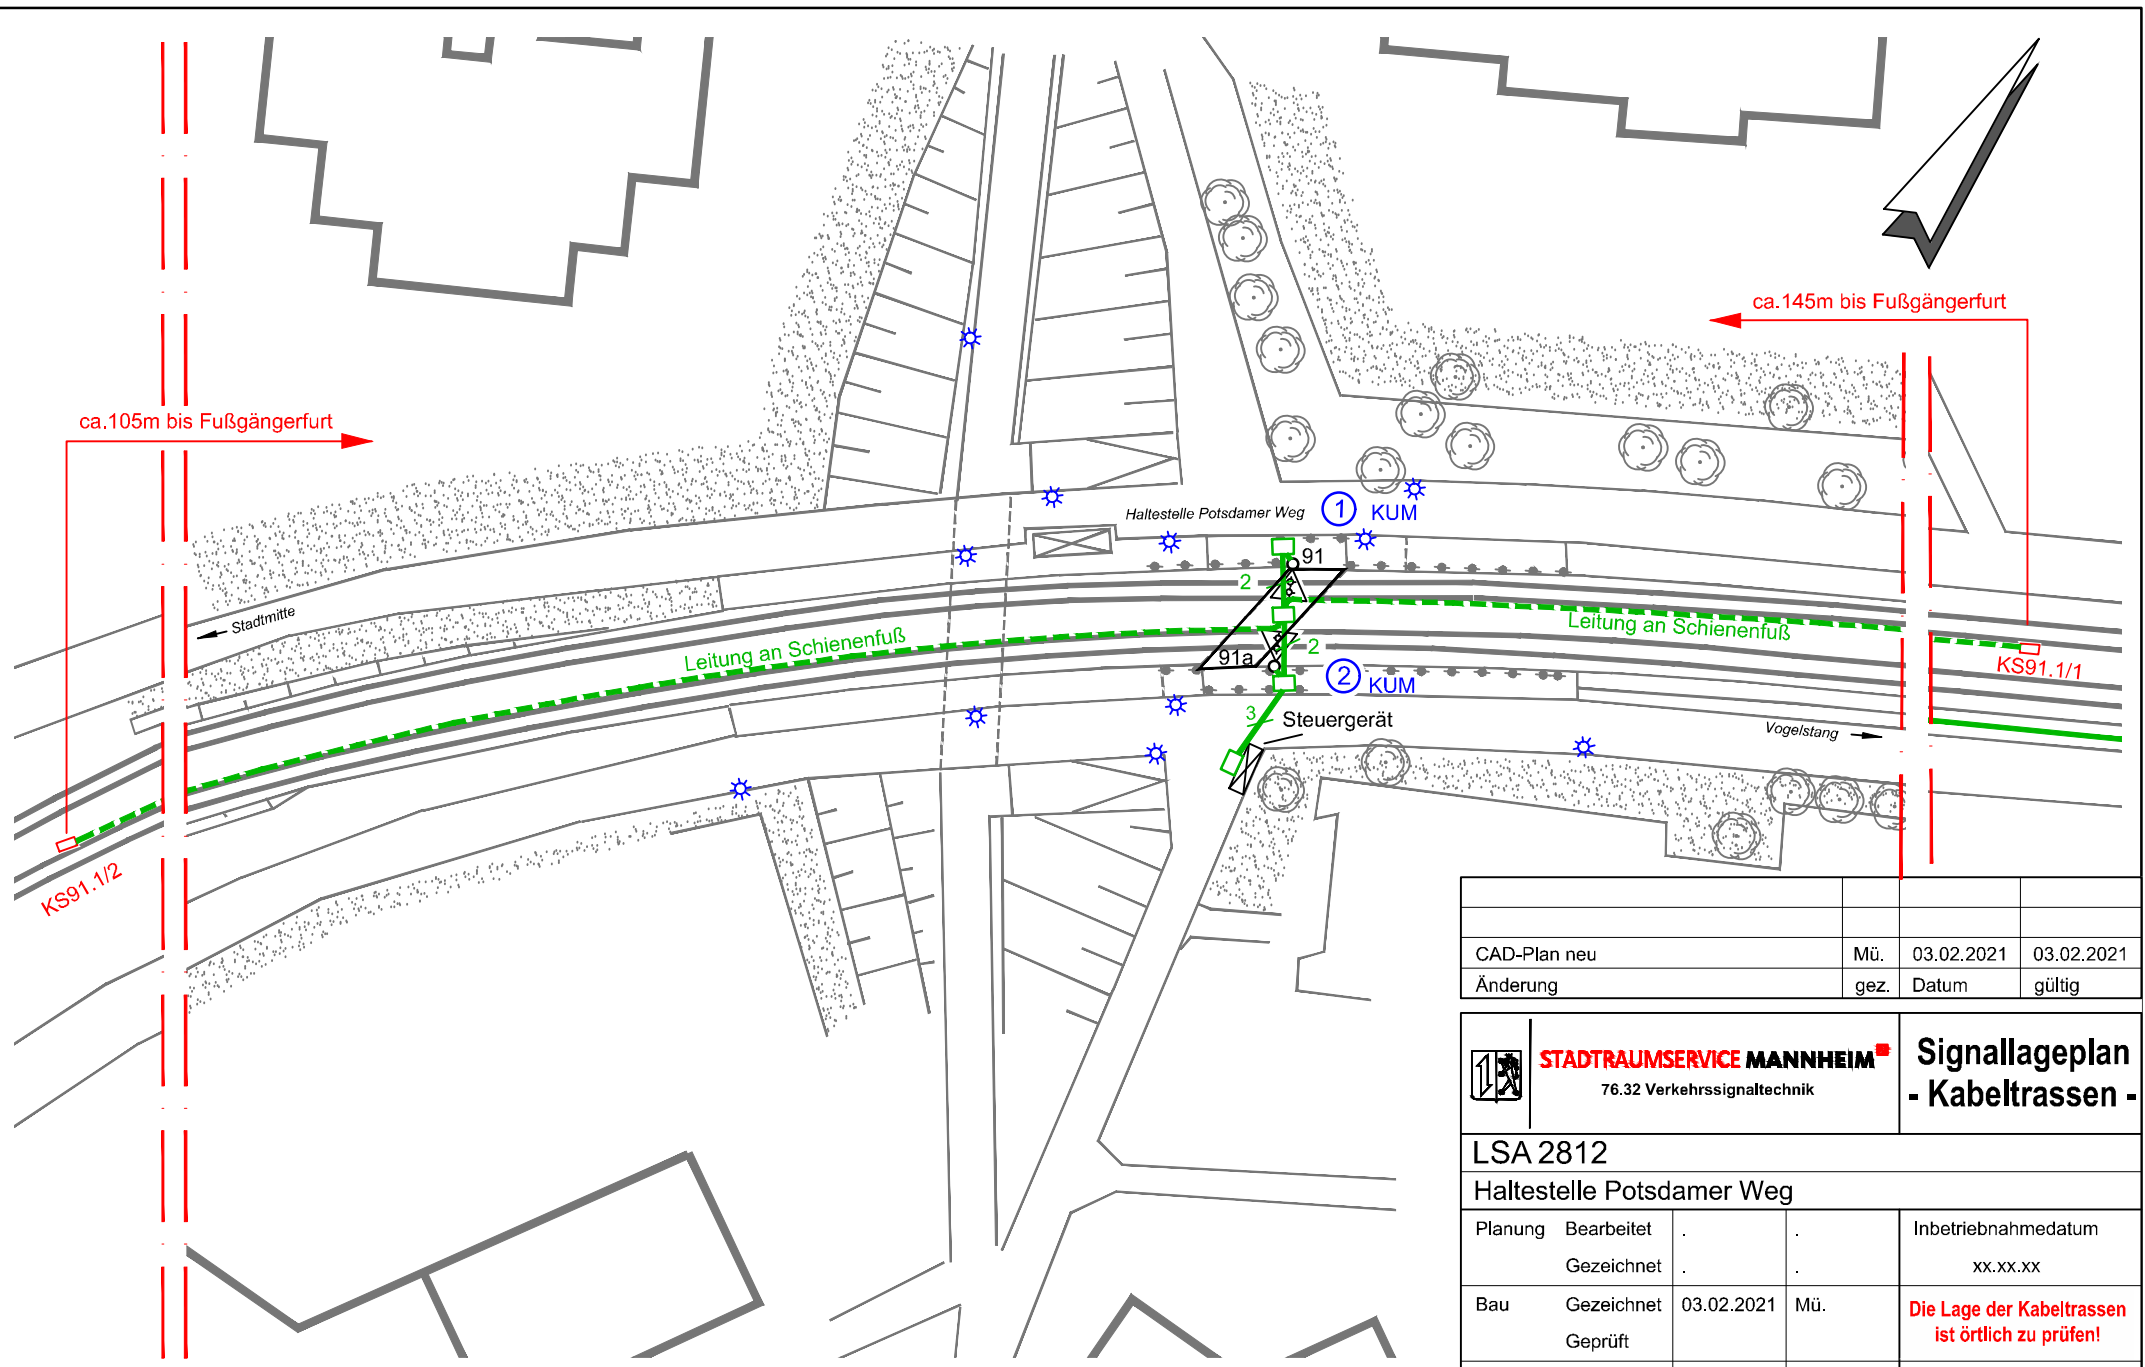 ca.145m bis Fußgängerfurt
ca.105m bis Fußgängerfurt
Haltestelle Potsdamer Weg
1
KUM
91
2
Stadtmitte
Leitung an Schienenfuß
Leitung an Schienenfuß
2
91a
KS91.1/1
2
KUM
3
Steuergerät
Vogelstang
KS91.1/2
CAD-Plan neu Mü. 03.02.2021 03.02.2021
Änderung gez. Datum gültig
STADTRAUMSERVICE MANNHEIM
76.32 Verkehrssignaltechnik
Signallageplan
- Kabeltrassen -
LSA 2812
Haltestelle Potsdamer Weg
Planung Bearbeitet . . Inbetriebnahmedatum
Gezeichnet . . xx.xx.xx
Bau Gezeichnet 03.02.2021 Mü.
Geprüft
Die Lage der Kabeltrassen
ist örtlich zu prüfen!